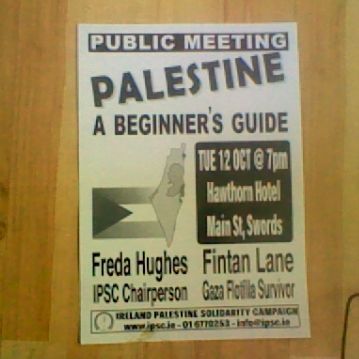 PUBLIC MEETING
PALESTINE
A BEGINNER'S GUIDE
TUE 12 OCT @ 7pm
Hawthorn Hotel
Main St, Swords
Freda Hughes
IPSC Chairperson
Fintan Lane
Gaza Flotilla Survivor
IRELAND PALESTINE SOLIDARITY CAMPAIGN
www.ipsc.ie - 01 6770253 - info@ipsc.ie